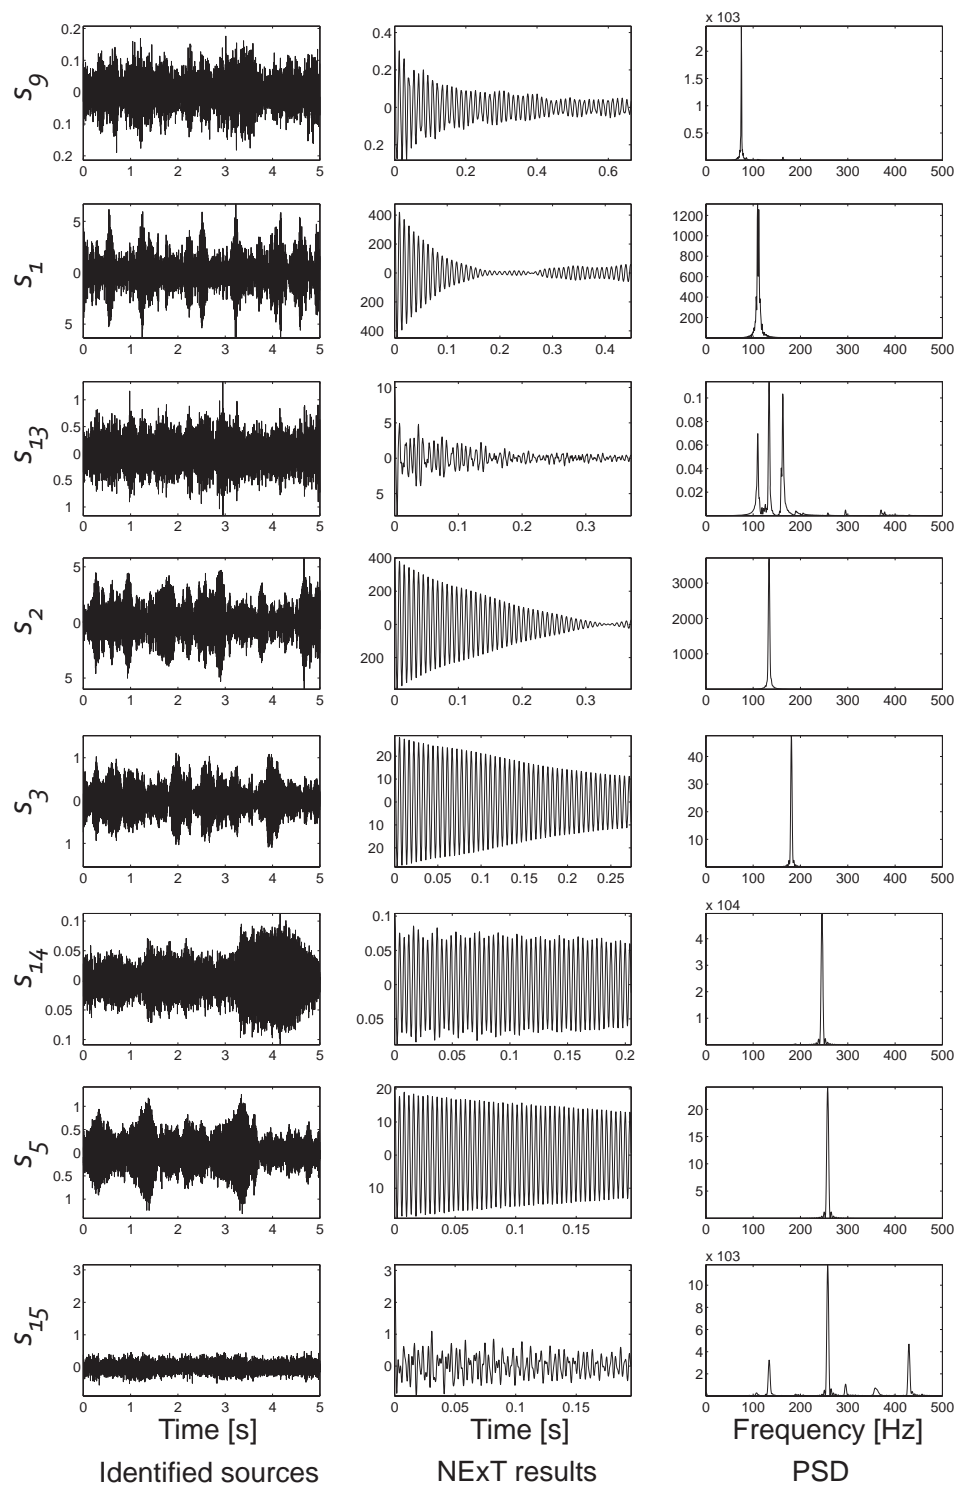 x 103
s9
0.2
0.1
0
0.1
0.2
0 1 2 3 4 5
0.4
0.2
0
0.2
0 0.2 0.4 0.6
2
1.5
1
0.5
0 100 200 300 400 500
s1
5
0
5
0 1 2 3 4 5
400
200
0
200
400
0 0.1 0.2 0.3 0.4
1200
1000
800
600
400
200
0 100 200 300 400 500
s13
1
0.5
0
0.5
1
0 1 2 3 4 5
10
5
0
5
0 0.1 0.2 0.3
0.1
0.08
0.06
0.04
0.02
0 100 200 300 400 500
s2
5
0
5
0 1 2 3 4 5
400
200
0
200
0 0.1 0.2 0.3
3000
2000
1000
0 100 200 300 400 500
s3
1
0
1
0 1 2 3 4 5
20
10
0
10
20
0 0.05 0.1 0.15 0.2 0.25
40
30
20
10
0 100 200 300 400 500
s14
0.1
0.05
0
0.05
0.1
0 1 2 3 4 5
0.1
0.05
0
0.05
0 0.05 0.1 0.15 0.2
x 104
4
3
2
1
0 100 200 300 400 500
s5
1
0.5
0
0.5
1
0 1 2 3 4 5
20
10
0
10
0 0.05 0.1 0.15
20
15
10
5
0 100 200 300 400 500
s15
3
2
1
0
0 1 2 3 4 5
3
2
1
0
0 0.05 0.1 0.15
x 103
10
8
6
4
2
0 100 200 300 400 500
Time [s]
Time [s]
Frequency [Hz]
Identified sources
NExT results
PSD